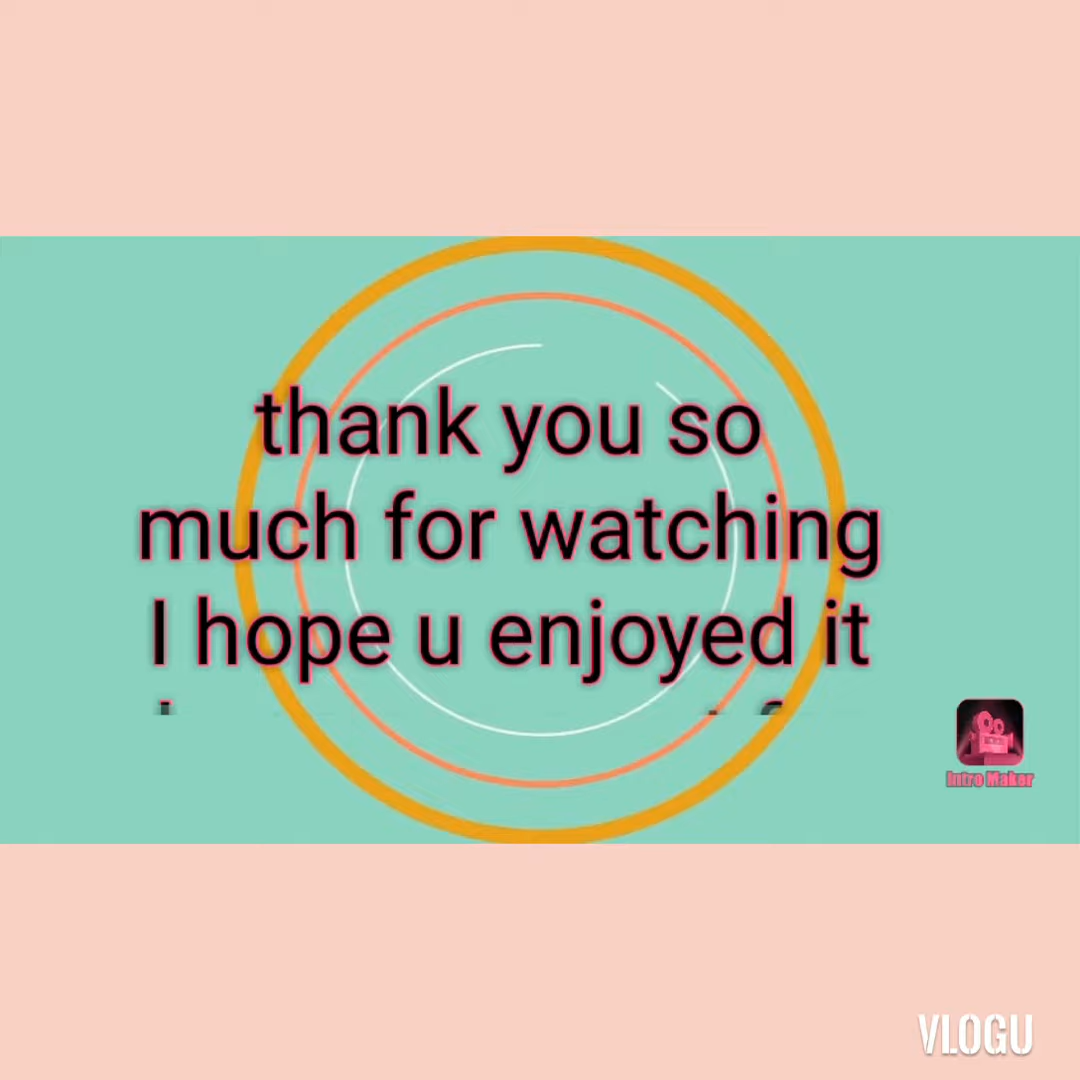 thank you so
much for watching
I hope u enjoyed it
Intro Maker
VLOGU